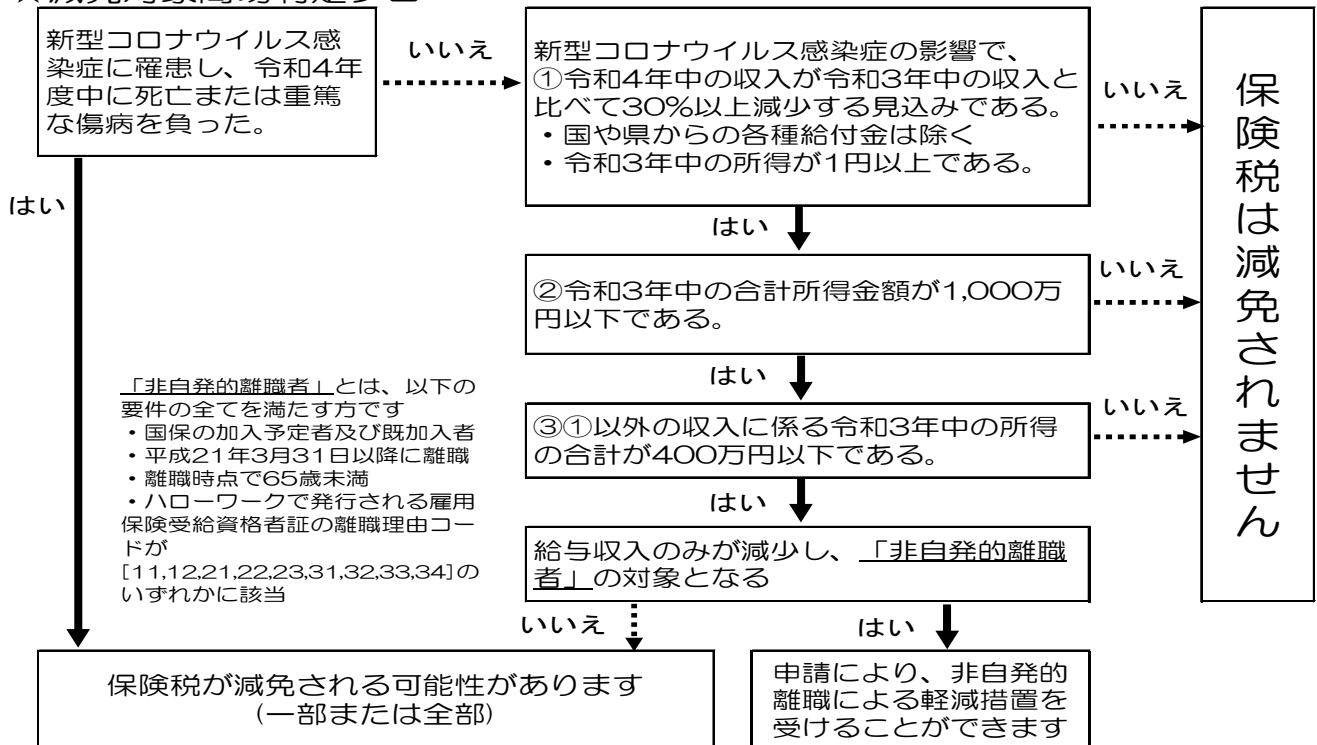 新型コロナウイルス感
染症に罹患し、令和4年
度中に死亡または重篤
な傷病を負った。
いいえ
新型コロナウイルス感染症の影響で、
①令和4年中の収入が令和3年中の収入と
比べて30%以上減少する見込みである。
・国や県からの各種給付金は除く
・令和3年中の所得が1円以上である。
いいえ
保険税は減免されません
はい
はい
②令和3年中の合計所得金額が1,000万
円以下である。
いいえ
はい
③①以外の収入に係る令和3年中の所得
の合計が400万円以下である。
いいえ
はい
「非自発的離職者」とは、以下の
要件の全てを満たす方です
・国保の加入予定者及び既加入者
・平成21年3月31日以降に離職
・離職時点で65歳未満
・ハローワークで発行される雇用
保険受給資格者証の離職理由コー
ドが
[11,12,21,22,23,31,32,33,34]の
いずれかに該当
給与収入のみが減少し、「非自発的離職
者」の対象となる
いいえ
はい
保険税が減免される可能性があります
(一部または全部)
申請により、非自発的
離職による軽減措置を
受けることができます